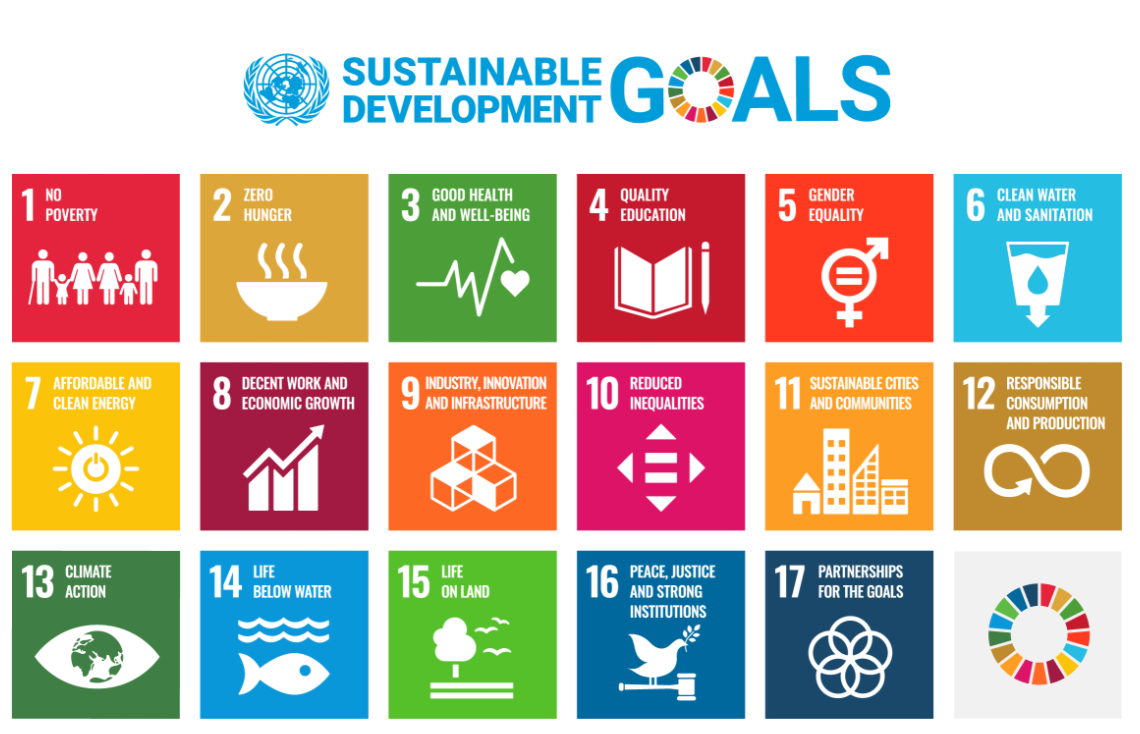 SUSTAINABLE
DEVELOPMENT
GOALS
1 NO
POVERTY
2 ZERO
HUNGER
3 GOOD HEALTH
AND WELL-BEING
4 QUALITY
EDUCATION
5 GENDER
EQUALITY
6 CLEAN WATER
AND SANITATION
7 AFFORDABLE AND
CLEAN ENERGY
8 DECENT WORK AND
ECONOMIC GROWTH
9 INDUSTRY, INNOVATION
AND INFRASTRUCTURE
10 REDUCED
INEQUALITIES
11 SUSTAINABLE CITIES
AND COMMUNITIES
12 RESPONSIBLE
CONSUMPTION
AND PRODUCTION
13 CLIMATE
ACTION
14 LIFE
BELOW WATER
15 LIFE
ON LAND
16 PEACE, JUSTICE
AND STRONG
INSTITUTIONS
17 PARTNERSHIPS
FOR THE GOALS